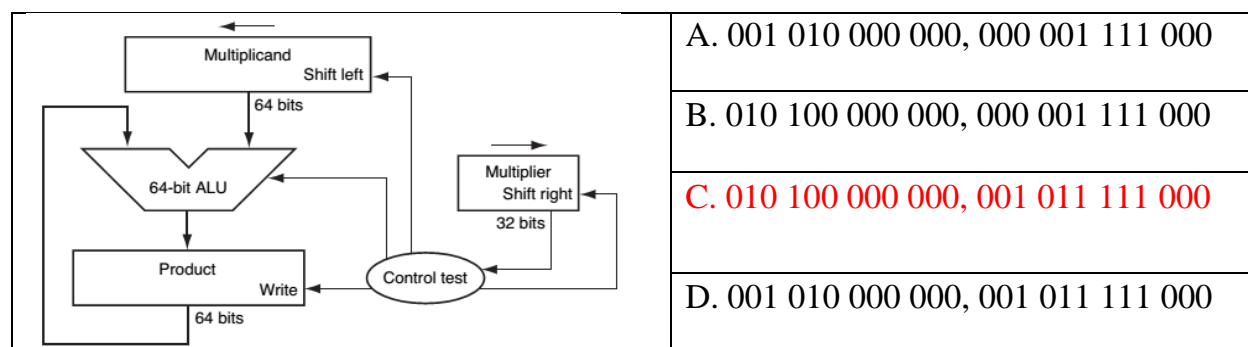 Multiplicand
Shift left
64 bits
64-bit ALU
Multiplier
Shift right
32 bits
Product
Write
Control test
64 bits
A. 001 010 000 000, 000 001 111 000
B. 010 100 000 000, 000 001 111 000
C. 010 100 000 000, 001 011 111 000
D. 001 010 000 000, 001 011 111 000